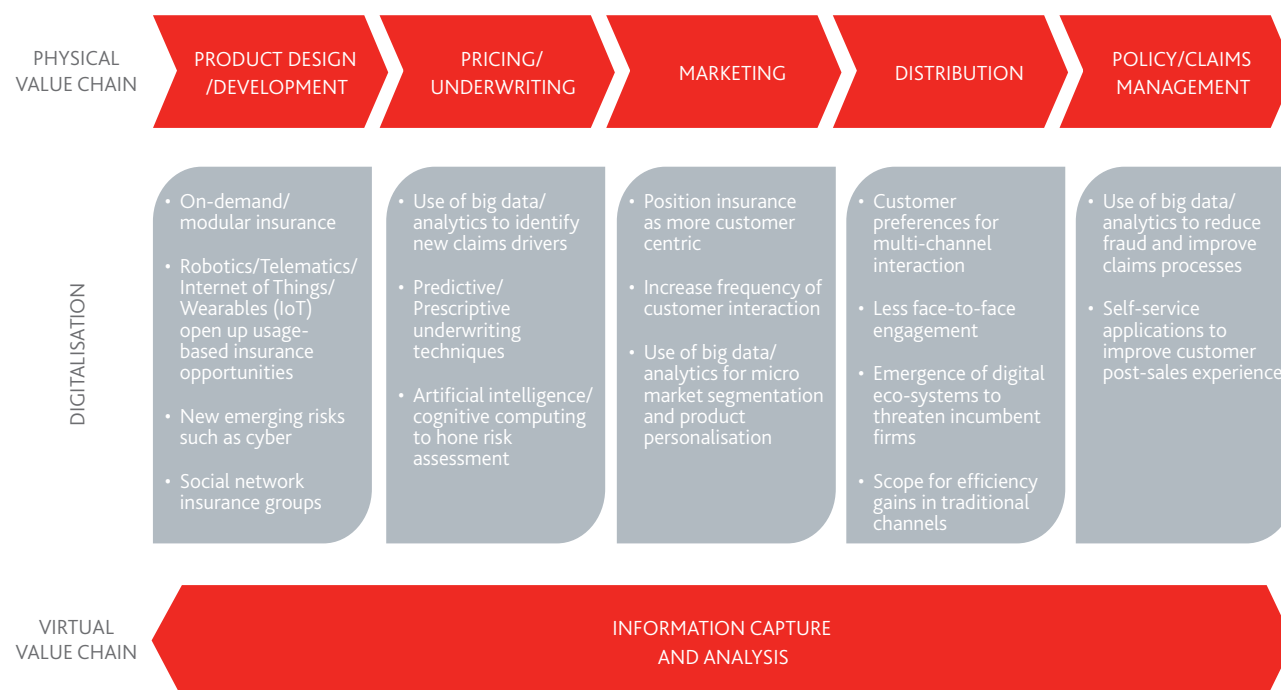 PHYSICAL
VALUE CHAIN
PRODUCT DESIGN
/DEVELOPMENT
PRICING/
UNDERWRITING
MARKETING
DISTRIBUTION
POLICY/CLAIMS
MANAGEMENT
DIGITALISATION
• On-demand/
modular insurance
• Robotics/Telematics/
Internet of Things/
Wearables (IoT)
open up usage-
based insurance
opportunities
• New emerging risks
such as cyber
• Social network
insurance groups
• Use of big data/
analytics to identify
new claims drivers
• Predictive/
Prescriptive
underwriting
techniques
• Artificial intelligence/
cognitive computing
to hone risk
assessment
• Position insurance
as more customer
centric
• Increase frequency of
customer interaction
• Use of big data/
analytics for micro
market segmentation
and product
personalisation
• Customer
preferences for
multi-channel
interaction
• Less face-to-face
engagement
• Emergence of digital
eco-systems to
threaten incumbent
firms
• Scope for efficiency
gains in traditional
channels
• Use of big data/
analytics to reduce
fraud and improve
claims processes
• Self-service
applications to
improve customer
post-sales experience
VIRTUAL
VALUE CHAIN
INFORMATION CAPTURE
AND ANALYSIS